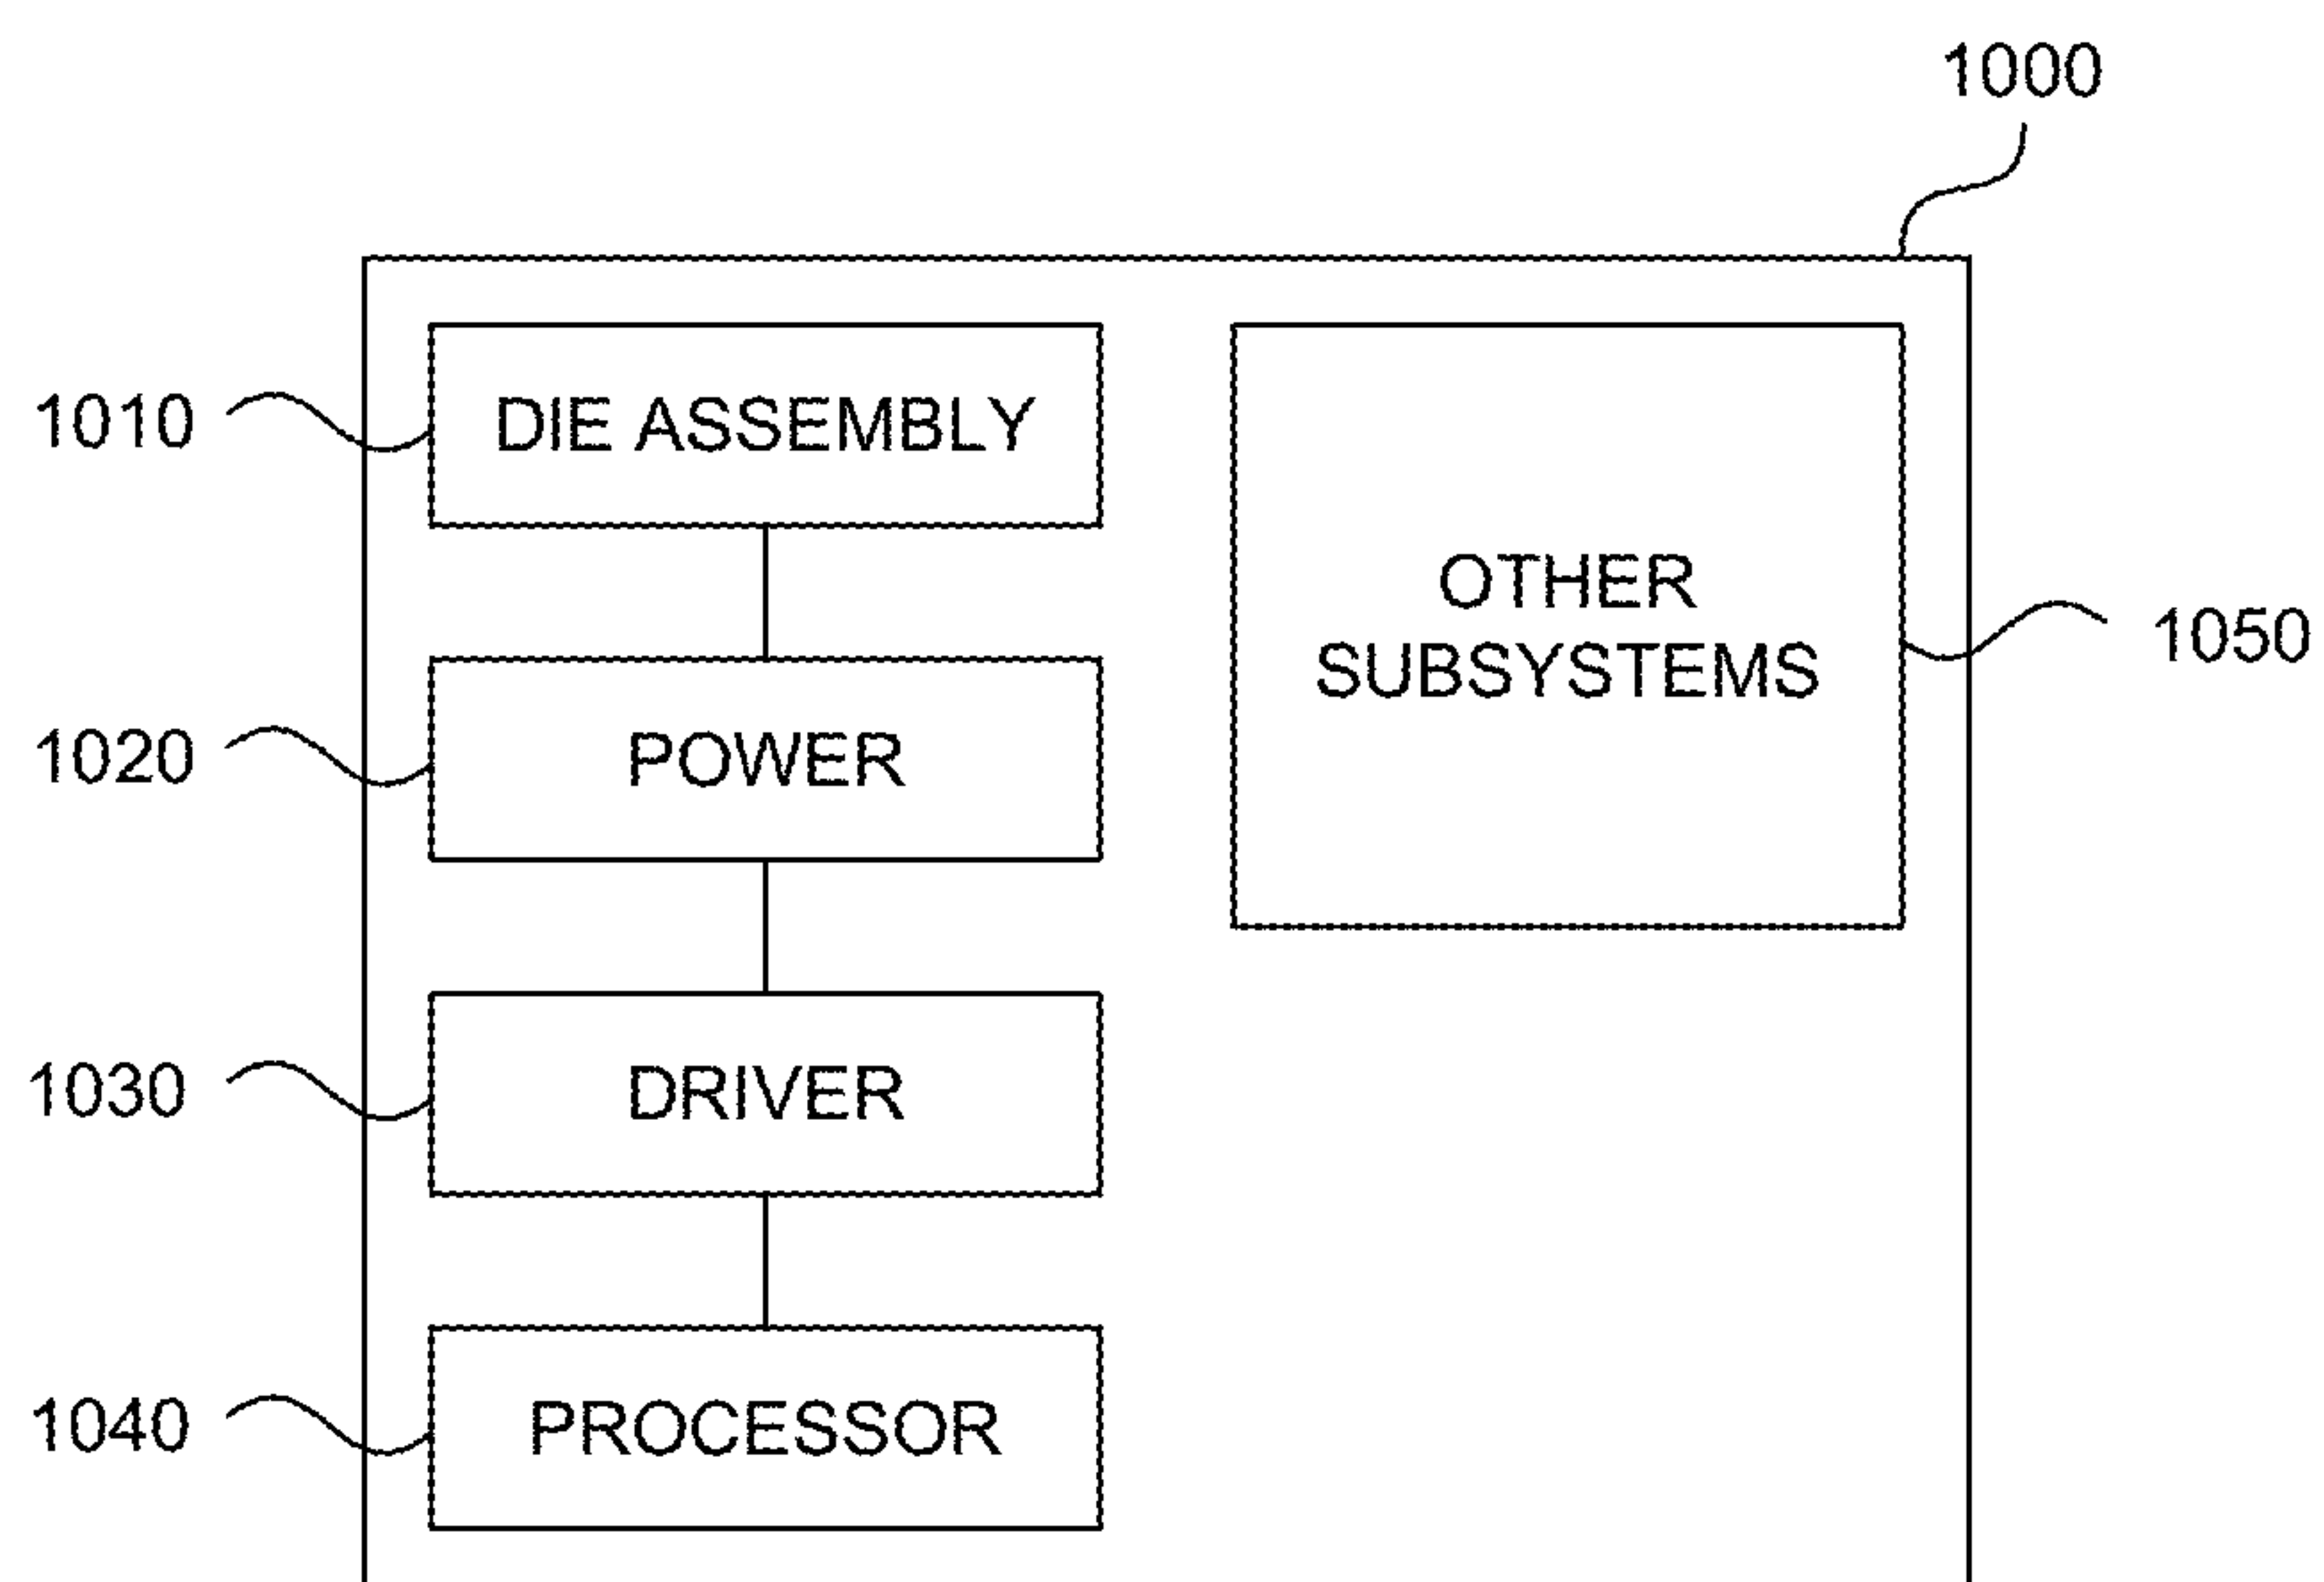 1000
1010
DIE ASSEMBLY
OTHER
SUBSYSTEMS
1050
1020
POWER
1030
DRIVER
1040
PROCESSOR